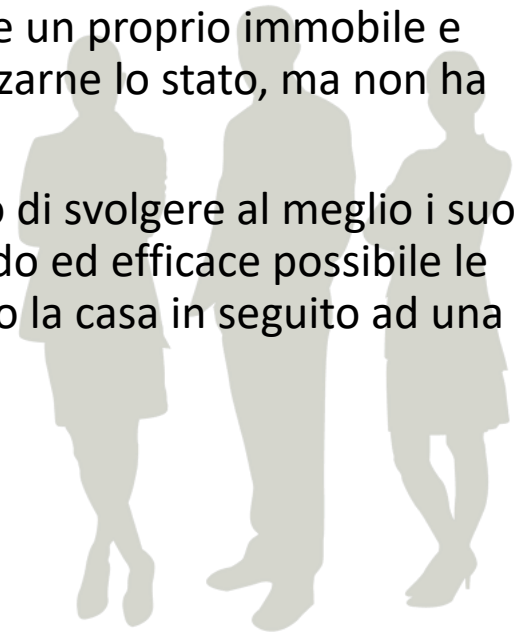 e un proprio immobile e
zarne lo stato, ma non ha
o di svolgere al meglio i suo
do ed efficace possibile le
o la casa in seguito ad una